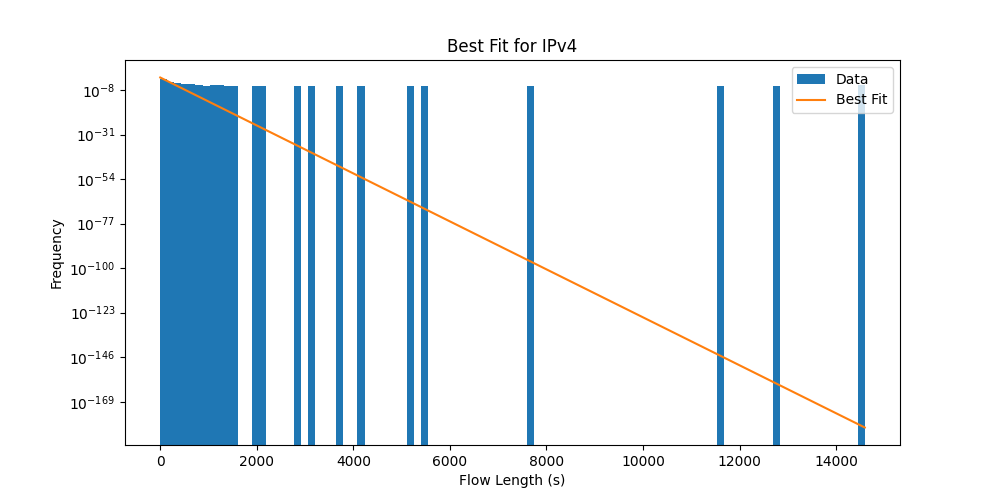 Best Fit for IPv4
Data
Best Fit
10⁻⁸
10⁻³¹
10⁻⁵⁴
10⁻⁷⁷
10⁻¹⁰⁰
10⁻¹²³
10⁻¹⁴⁶
10⁻¹⁶⁹
Frequency
0 2000 4000 6000 8000 10000 12000 14000
Flow Length (s)